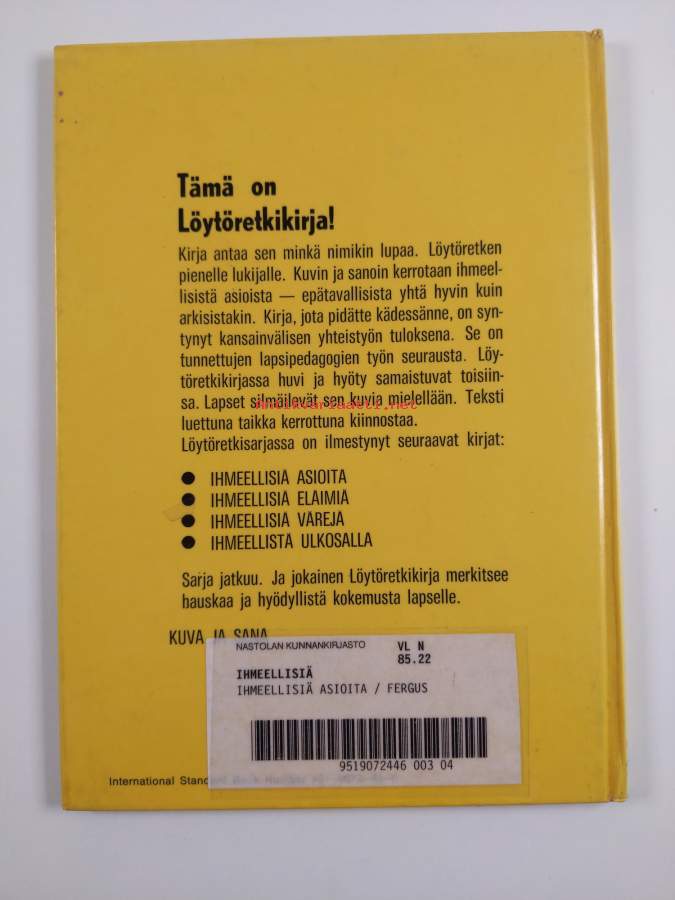 Tämä on
Löytöretkikirja!
Kirja antaa sen minkä nimikin lupaa. Löytöretken
pienelle lukijalle. Kuvin ja sanoin kerrotaan ihmeel-
lisistä asioista — epätavallisista yhtä hyvin kuin
arkisistakin. Kirja, jota pidätte kädessänne, on syn-
tynyt kansainvälisen yhteistyön tuloksena. Se on
tunnettujen lapsipedagogien työn seurausta. Löy-
töretkikirjassa huvi ja hyöty samaistuvat toisiin-
sa. Lapset silmäilevät sen kuvia mielellään. Teksti
Antikvariaatti.net
luettuna taikka kerrottuna kiinnostaa.
Löytöretkisarjassa on ilmestynyt seuraavat kirjat:
● IHMEELLISIÄ ASIOITA
● IHMEELLISIÄ ELÄIMIÄ
● IHMEELLISIÄ VÄREJÄ
● IHMEELLISTÄ ULKOSALLA
Sarja jatkuu. Ja jokainen Löytöretkikirja merkitsee
hauskaa ja hyödyllistä kokemusta lapselle.
KUVA JA SANA
NASTOLAN KUNNANKIRJASTO VL N
85.22
IHMEELLISIÄ
IHMEELLISIÄ ASIOITA / FERGUS
9519072446 003 04
International Standard Book Number